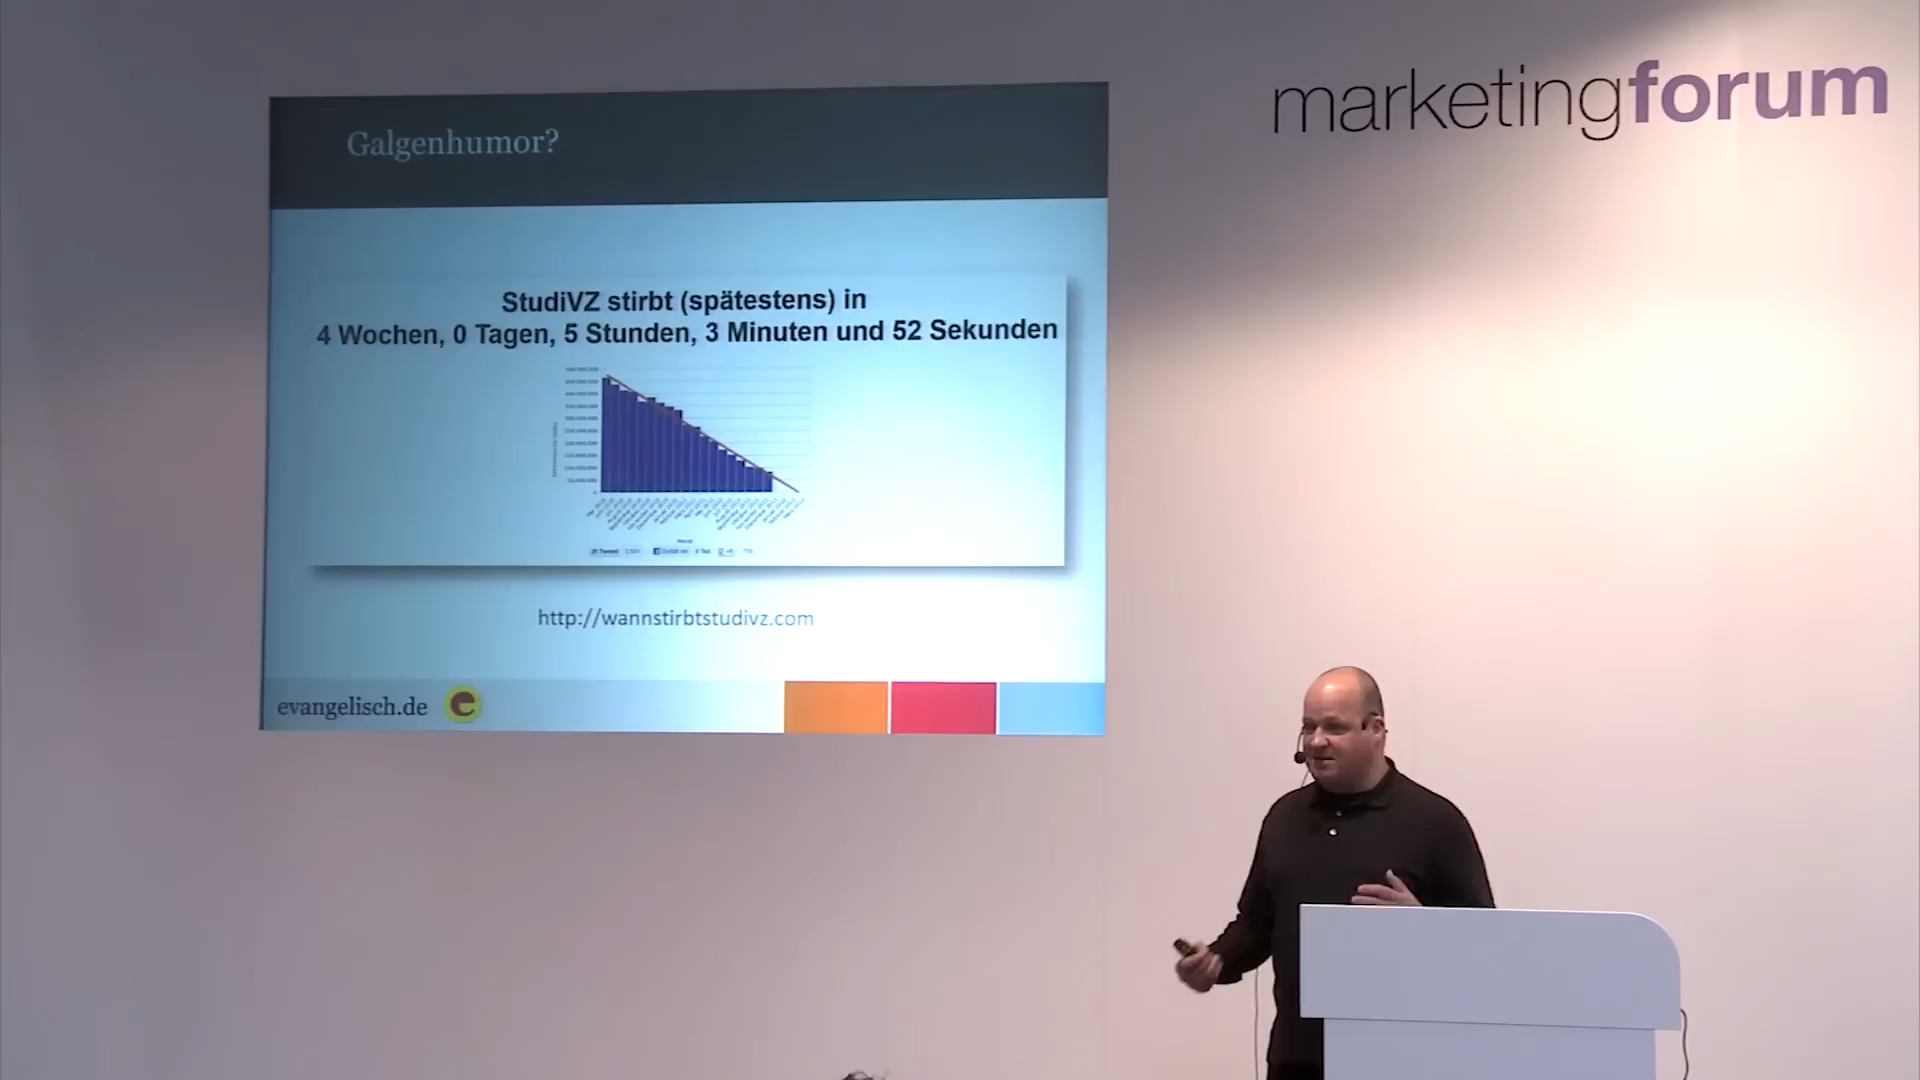 marketingforum
Galgenhumor?
StudiVZ stirbt (spätestens) in
4 Wochen, 0 Tagen, 5 Stunden, 3 Minuten und 52 Sekunden
http://wannstirbtstudivz.com
evangelisch.de e